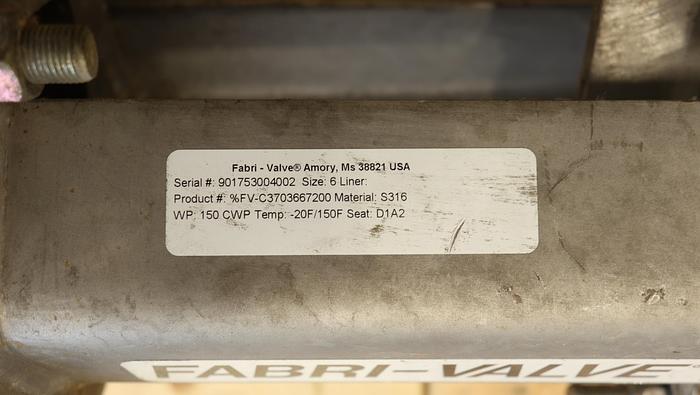 Fabri - Valve® Amory, Ms 38821 USA
Serial #: 901753004002 Size: 6 Liner:
Product #: %FV-C3703667200 Material: S316
WP: 150 CWP Temp: -20F/150F Seat: D1A2
FABRI-VALVE®